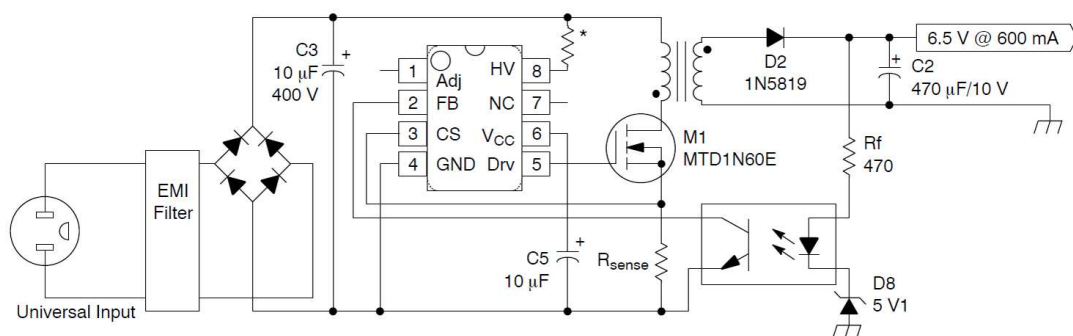 C3
10 μF
400 V
*
1
Adj
HV
8
2
FB
NC
7
3
CS
VCC
6
4
GND
Drv
5
M1
MTD1N60E
D2
1N5819
6.5 V @ 600 mA
C2
470 μF/10 V
Rf
470
EMI
Filter
C5
10 μF
Rsense
D8
5 V1
Universal Input
+
+
+